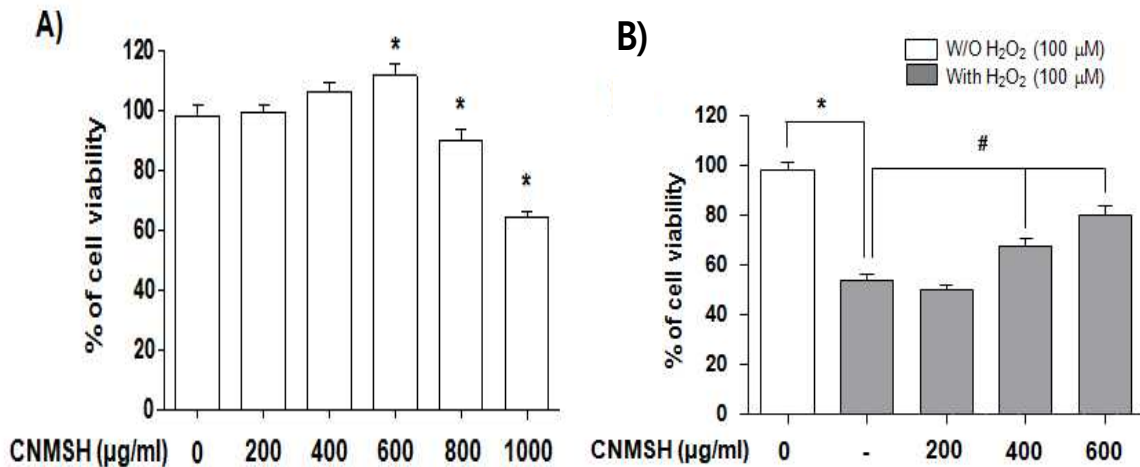 A)
% of cell viability
140
120
100
80
60
40
20
0
*
*
*
CNMSH (µg/ml) 0 200 400 600 800 1000
B)
W/O H₂O₂ (100 µM)
With H₂O₂ (100 µM)
% of cell viability
120
100
80
60
40
20
0
*
#
CNMSH (µg/ml) 0 - 200 400 600